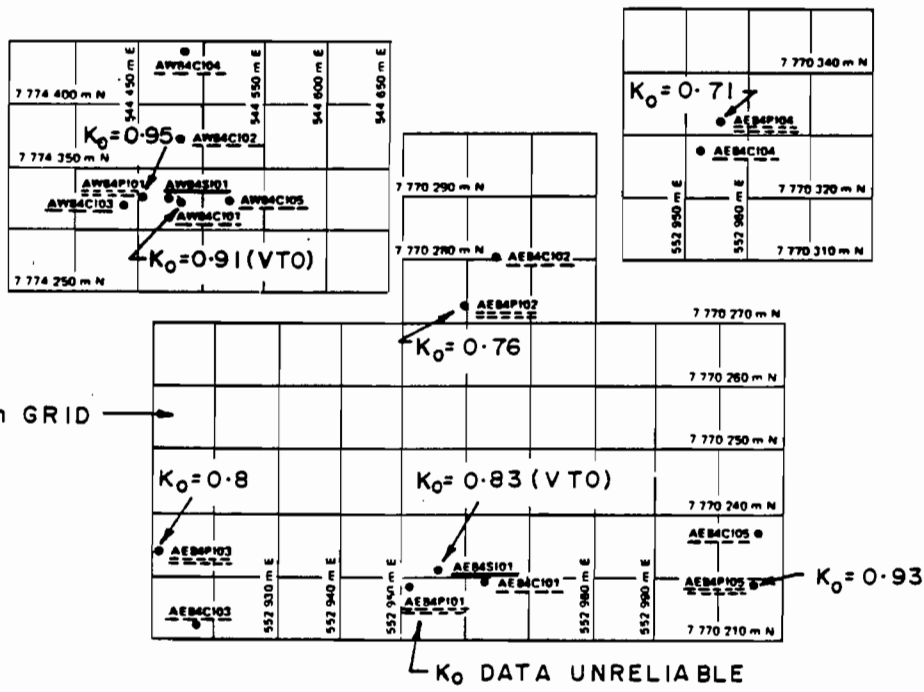 544 450 m E
544 550 m E
544 600 m E
544 650 m E
AW84C104
7 774 400 m N
K₀= 0·95
AW84C102
7 774 350 m N
AW84P101
AW84S101
AW84C103
AW84C105
AW84C101
K₀=0·91 (VTO)
7 774 250 m N
7 770 340 m N
K₀= 0·71
AE84P104
AE84C104
7 770 320 m N
552 950 m E
552 980 m E
7 770 310 m N
7 770 290 m N
7 770 280 m N
AE84C102
AE84P102
7 770 270 m N
K₀= 0·76
7 770 260 m N
m GRID
7 770 250 m N
K₀=0·8
K₀=0·83 (VTO)
7 770 240 m N
AE84C105
AE84P103
AE84S101
AE84C101
AE84P105
K₀=0·93
AE84P101
AE84C103
552 930 m E
552 940 m E
552 950 m E
552 980 m E
552 990 m E
7 770 210 m N
K₀ DATA UNRELIABLE